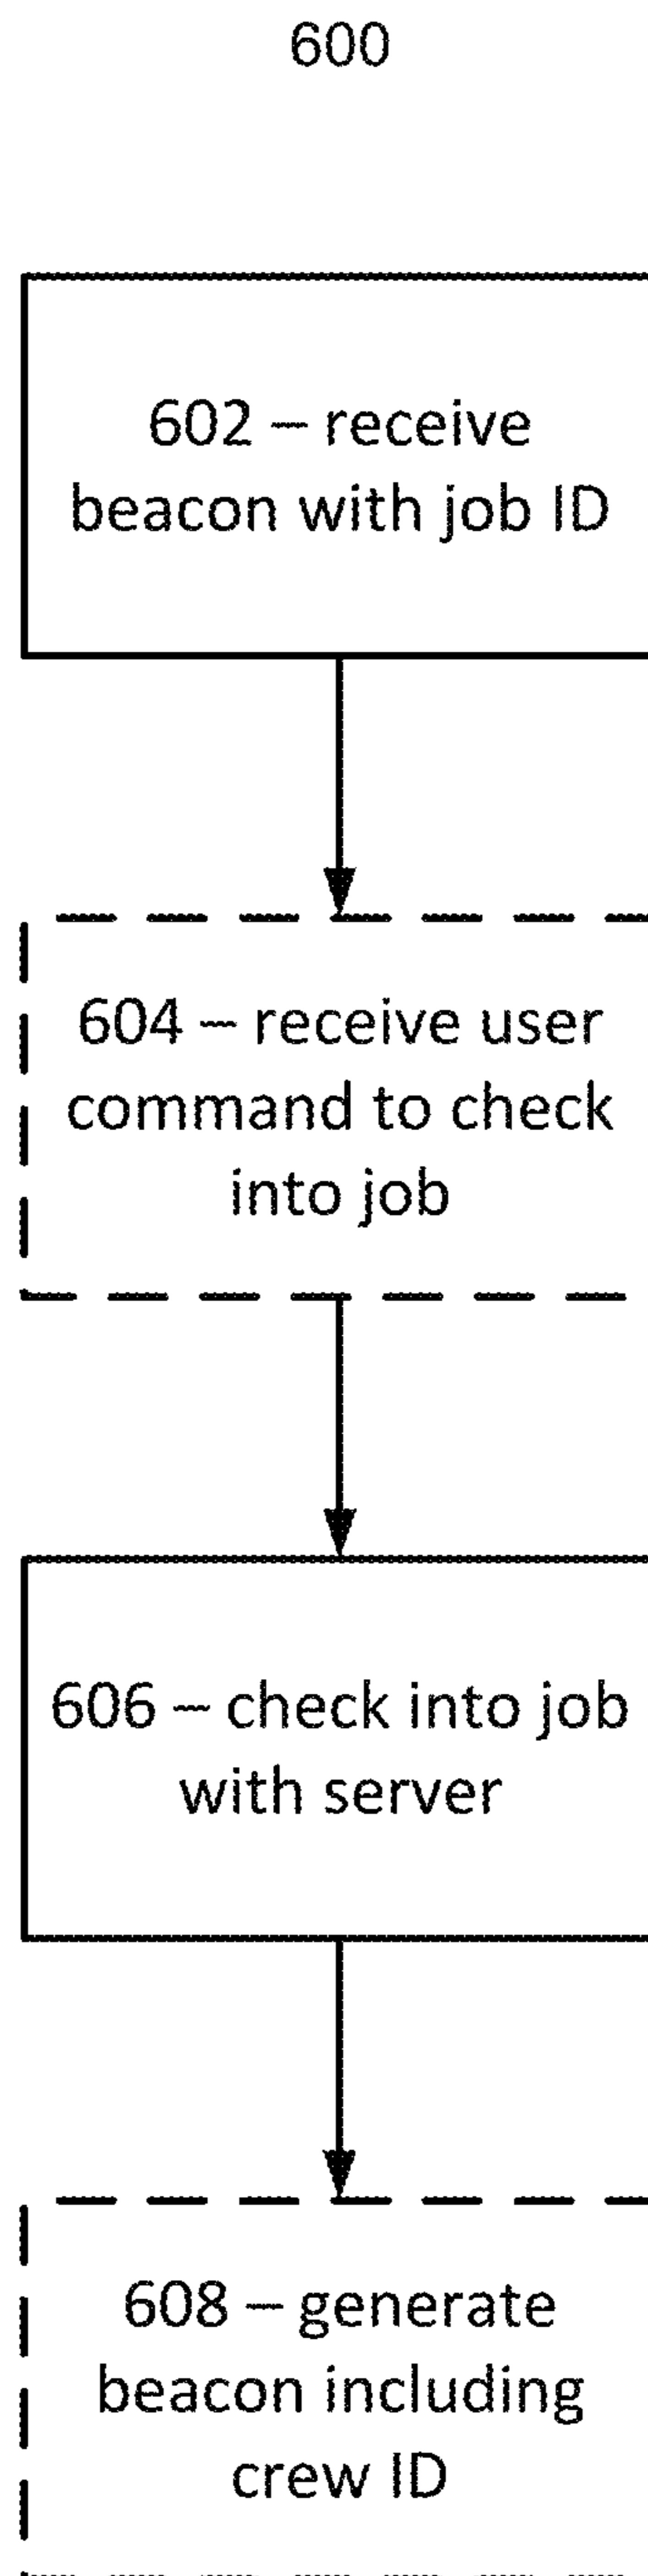 600
602 – receive
beacon with job ID
604 – receive user
command to check
into job
606 – check into job
with server
608 – generate
beacon including
crew ID